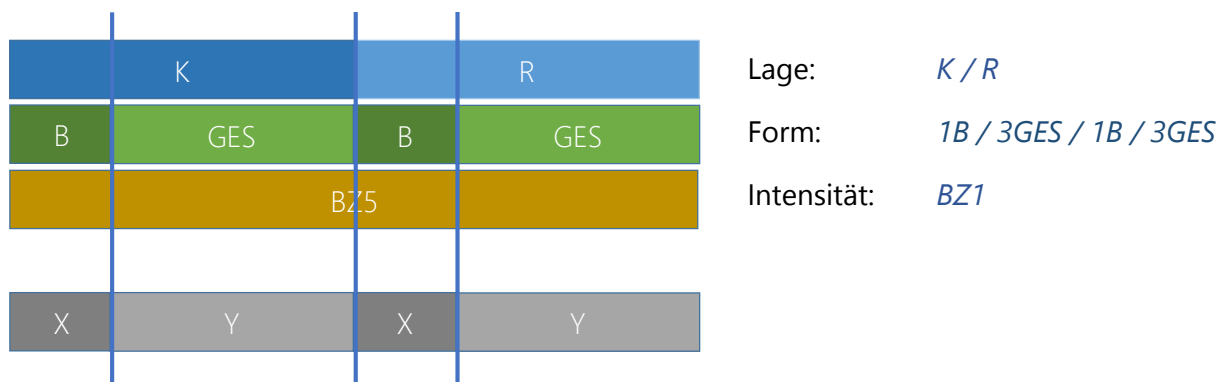 K R Lage: K / R
B GES B GES Form: 1B / 3GES / 1B / 3GES
BZ5 Intensität: BZ1
X Y X Y